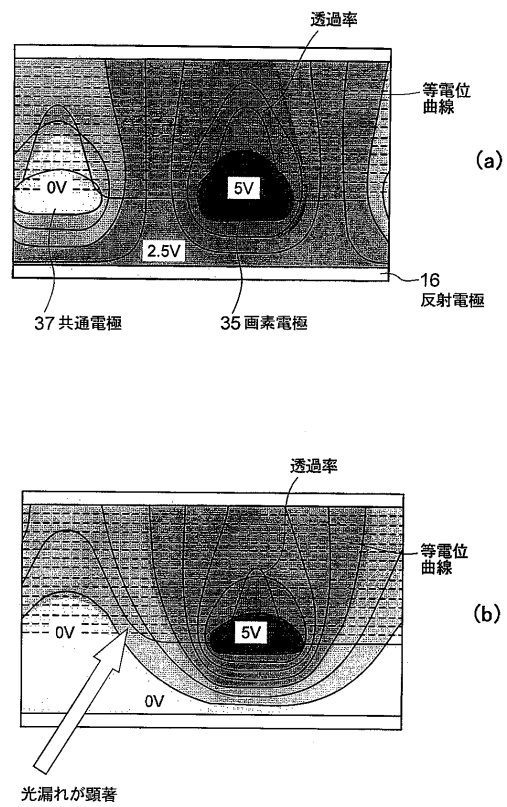 透過率
等電位
曲線
(a)
0V
5V
2.5V
16
反射電極
37 共通電極
35 画素電極
透過率
等電位
曲線
(b)
0V
5V
0V
光漏れが顕著